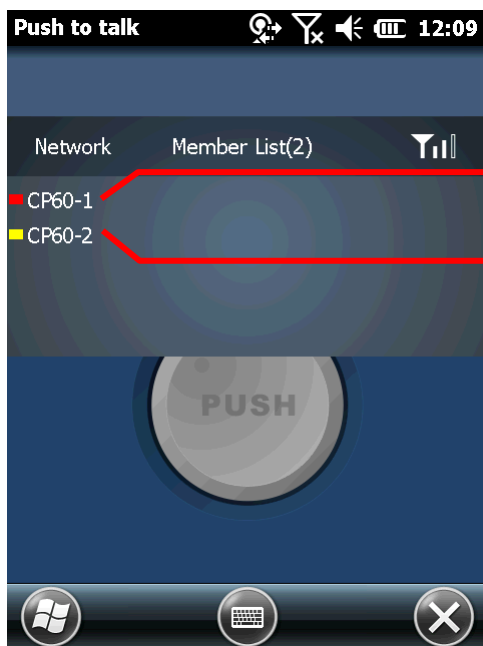 Push to talk 12:09
Network Member List(2)
CP60-1
CP60-2
PUSH